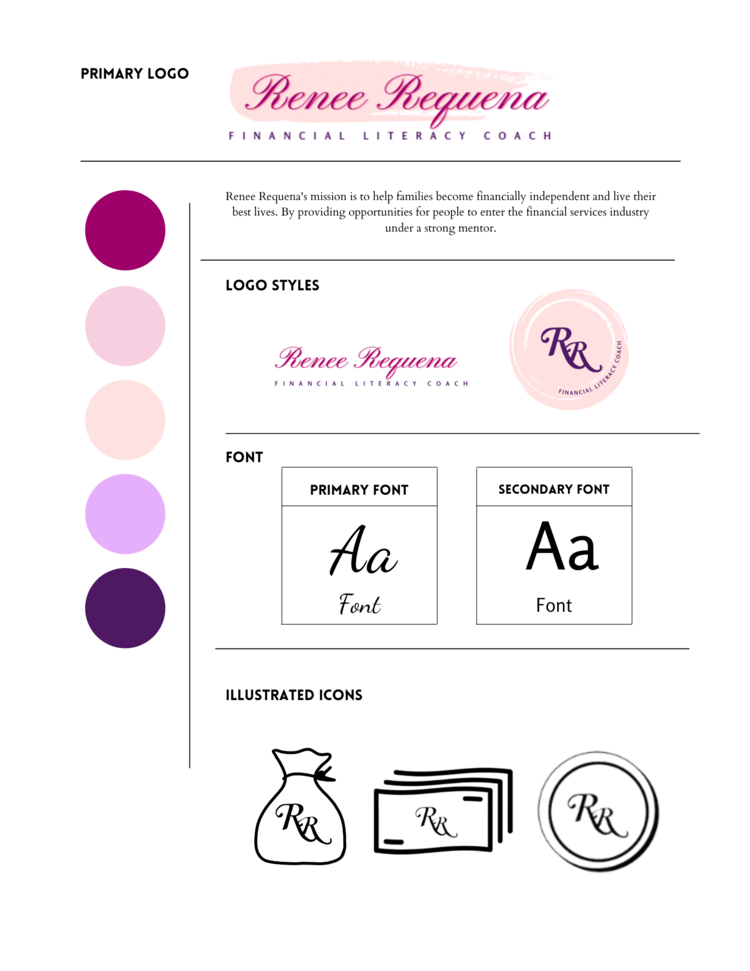 PRIMARY LOGO
Renee Requena
FINANCIAL LITERACY COACH
Renee Requena's mission is to help families become financially independent and live their
best lives. By providing opportunities for people to enter the financial services industry
under a strong mentor.
LOGO STYLES
Renee Requena
FINANCIAL LITERACY COACH
RR
FINANCIAL LITERACY COACH
FONT
PRIMARY FONT
Aa
Font
SECONDARY FONT
Aa
Font
ILLUSTRATED ICONS
RR
RR
RR